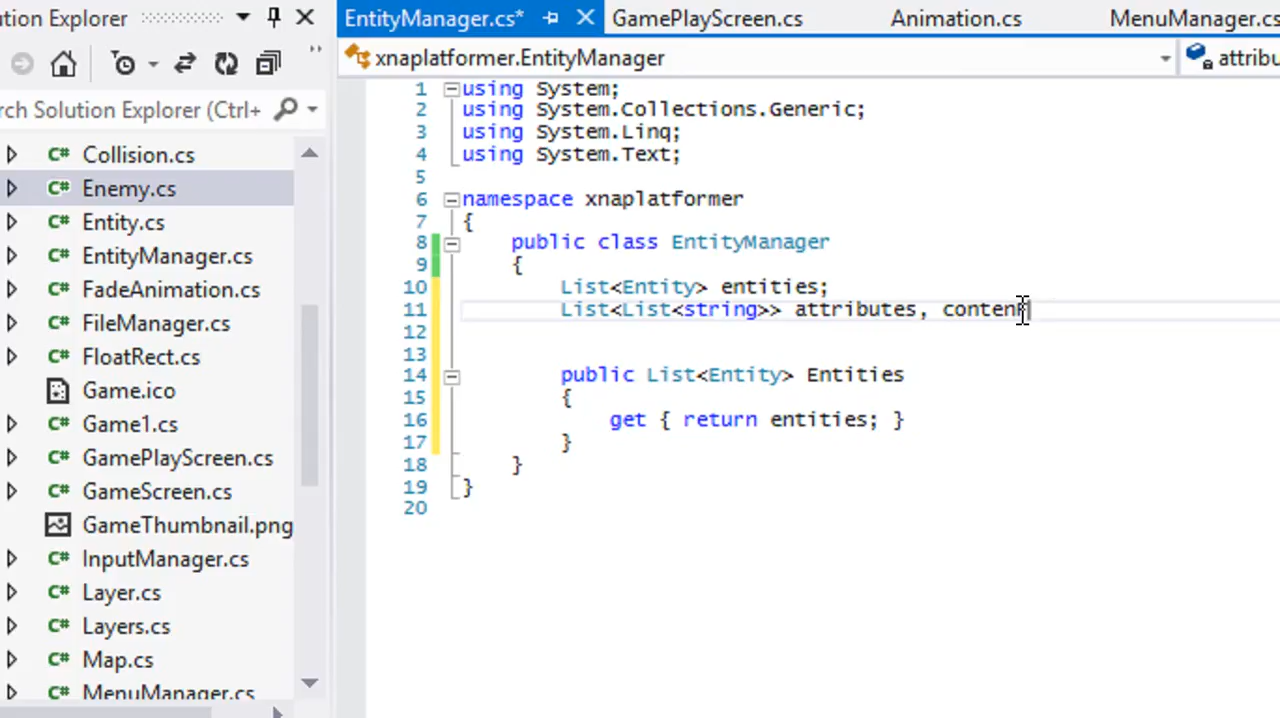 olution Explorer
rch Solution Explorer (Ctrl+
Collision.cs
Enemy.cs
Entity.cs
EntityManager.cs
FadeAnimation.cs
FileManager.cs
FloatRect.cs
Game.ico
Game1.cs
GamePlayScreen.cs
GameScreen.cs
GameThumbnail.png
InputManager.cs
Layer.cs
Layers.cs
Map.cs
MenuManager.cs
EntityManager.cs* GamePlayScreen.cs Animation.cs MenuManager.cs
xnaplatformer.EntityManager attribu
1 using System;
2 using System.Collections.Generic;
3 using System.Linq;
4 using System.Text;
5
6 namespace xnaplatformer
7 {
8 public class EntityManager
9 {
10 List<Entity> entities;
11 List<List<string>> attributes, content
12
13
14 public List<Entity> Entities
15 {
16 get { return entities; }
17 }
18 }
19 }
20